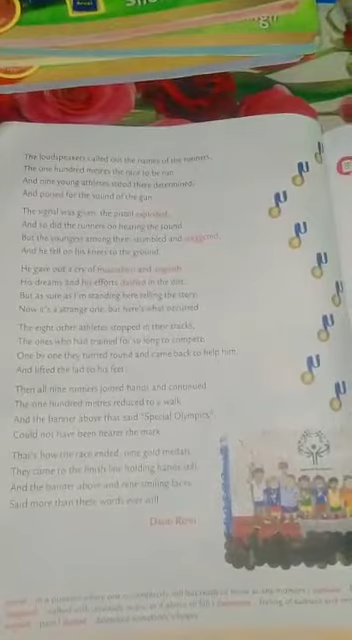 The loudspeakers called out the names of the runners,
The one hundred metres the race to be run
And nine young athletes stood there determined,
And poised for the sound of the gun.
The signal was given, the pistol exploded,
And so did the runners on hearing the sound
But the youngest among them stumbled and staggered,
And he fell on his knees to the ground.
He gave out a cry of frustration and anguish
His dreams and his efforts dashed in the dirt,
But as sure as I'm standing here telling the story,
Now it's a strange one, but here's what occurred
The eight other athletes stopped in their tracks,
The ones who had trained for so long to compete,
One by one they turned round and came back to help him,
And lifted the lad to his feet
Then all nine runners joined hands and continued
The one hundred metres reduced to a walk
And the banner above that said "Special Olympics"
Could not have been nearer the mark
That's how the race ended, nine gold medals
They came to the finish line holding hands still
And the banner above and nine smiling faces
Said more than these words ever will
Dian